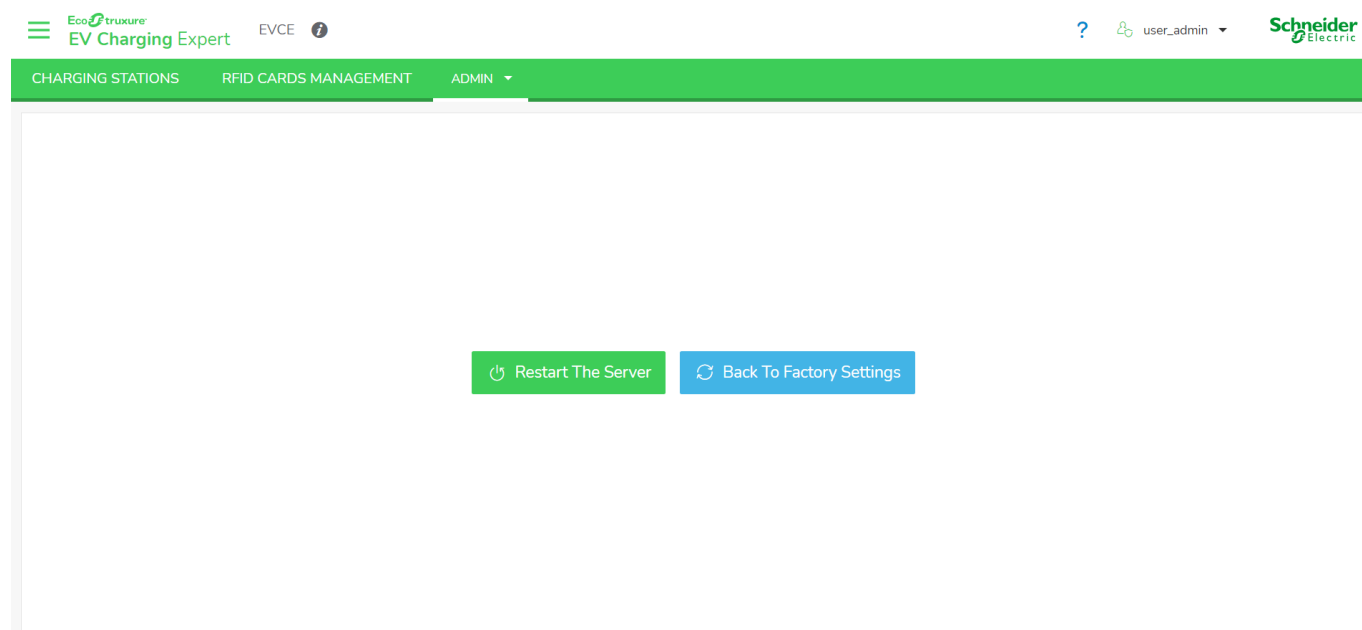 EcoStruxure
EV Charging Expert
EVCE
?
user_admin
Schneider
Electric
CHARGING STATIONS
RFID CARDS MANAGEMENT
ADMIN
Restart The Server
Back To Factory Settings